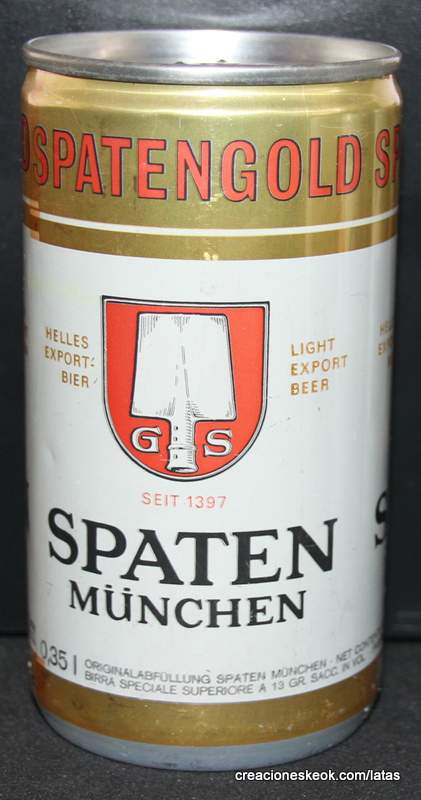 SPATENGOLD
HELLES
EXPORT-
BIER
LIGHT
EXPORT
BEER
G S
SEIT 1397
SPATEN
MÜNCHEN
0,35 l
ORIGINALABFÜLLUNG SPATEN MÜNCHEN · NET
BIRRA SPECIALE SUPERIORE A 13 GR. SACC. IN VOL
creacioneskeok.com/latas